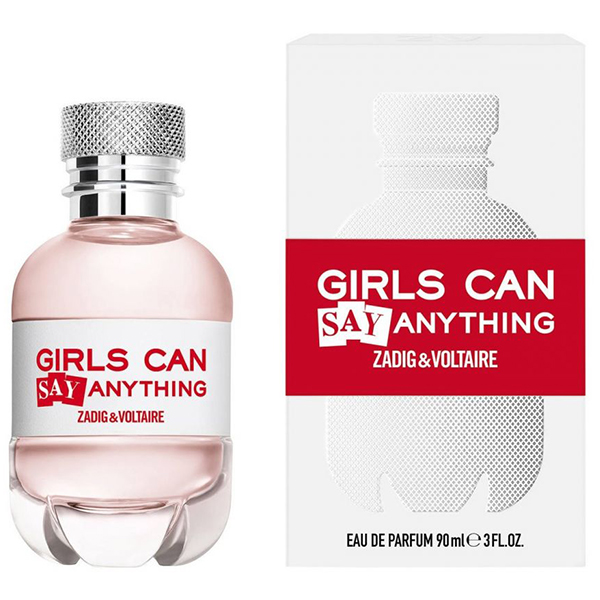 GIRLS CAN
SAY ANYTHING
ZADIG&VOLTAIRE
GIRLS CAN
SAY ANYTHING
ZADIG&VOLTAIRE
EAU DE PARFUM 90ml ℮ 3FL.OZ.